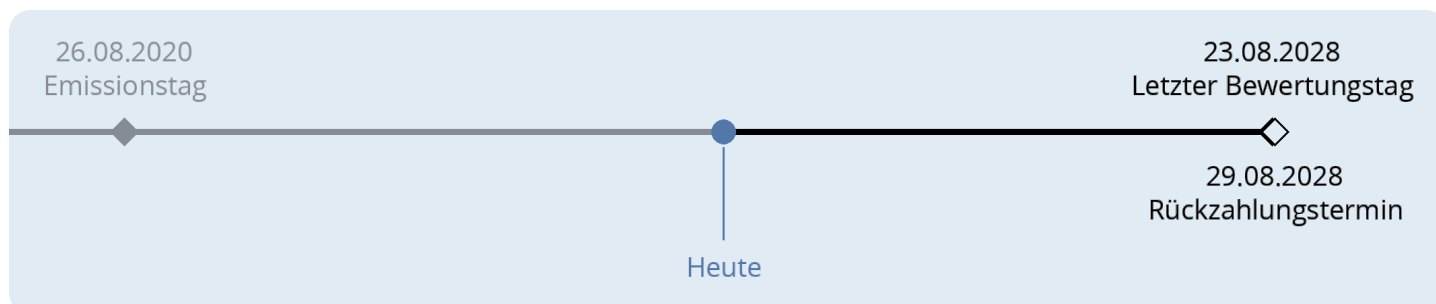 26.08.2020
Emissionstag
23.08.2028
Letzter Bewertungstag
29.08.2028
Rückzahlungstermin
Heute